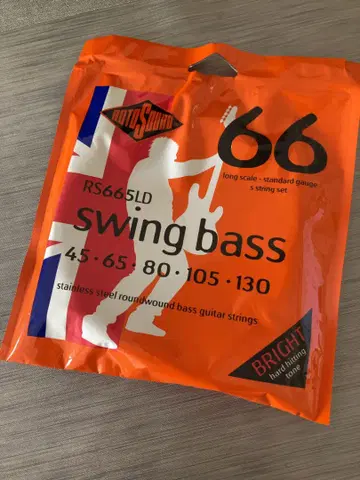 ROTOSOUND
66
long scale - standard gauge
5 string set
RS665LD
swing bass
45 • 65 • 80 • 105 • 130
stainless steel roundwound bass guitar strings
BRIGHT
hard hitting
tone